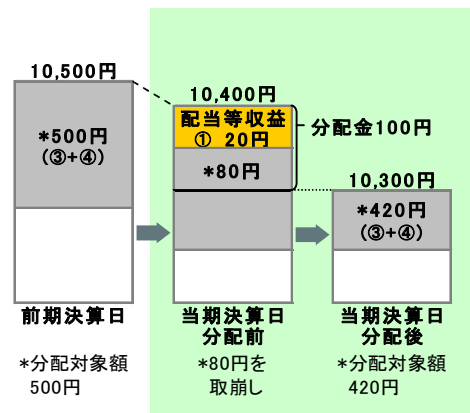 10,500円
*500円
(③+④)
前期決算日
*分配対象額
500円
10,400円
配当等収益
① 20円
*80円
分配金100円
当期決算日
分配前
*80円を
取崩し
10,300円
*420円
(③+④)
当期決算日
分配後
*分配対象額
420円